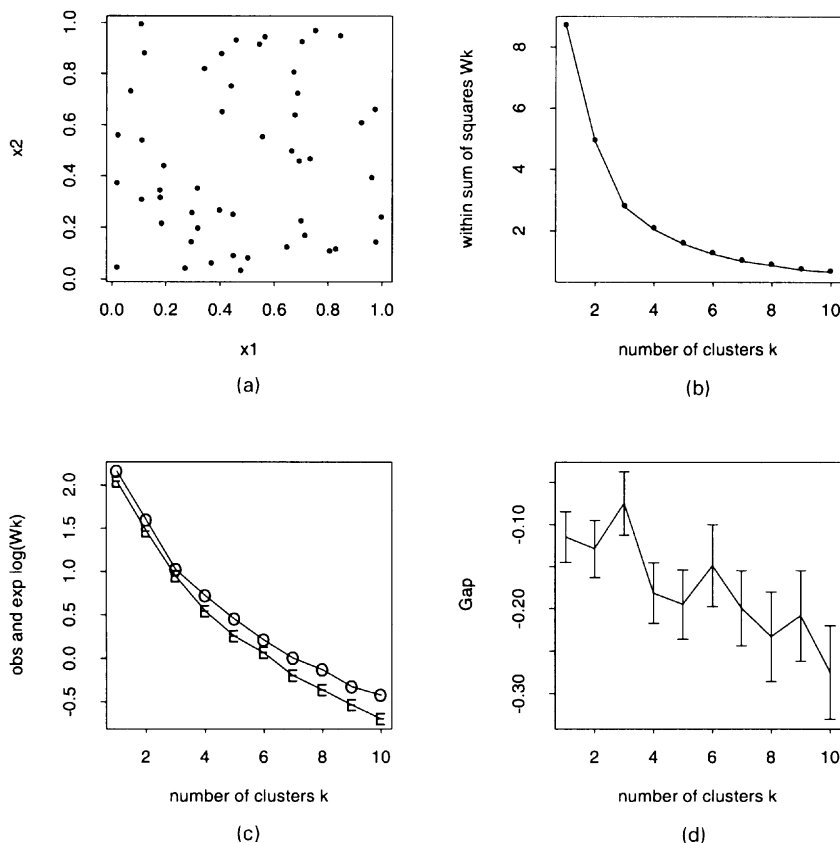 x2
1.0
0.8
0.6
0.4
0.2
0.0
0.0 0.2 0.4 0.6 0.8 1.0
x1
(a)
within sum of squares Wk
8
6
4
2
2 4 6 8 10
number of clusters k
(b)
obs and exp log(Wk)
2.0
1.5
1.0
0.5
0.0
-0.5
O O O O O O O O O O
E E E E E E E E E E
2 4 6 8 10
number of clusters k
(c)
Gap
-0.10
-0.20
-0.30
2 4 6 8 10
number of clusters k
(d)